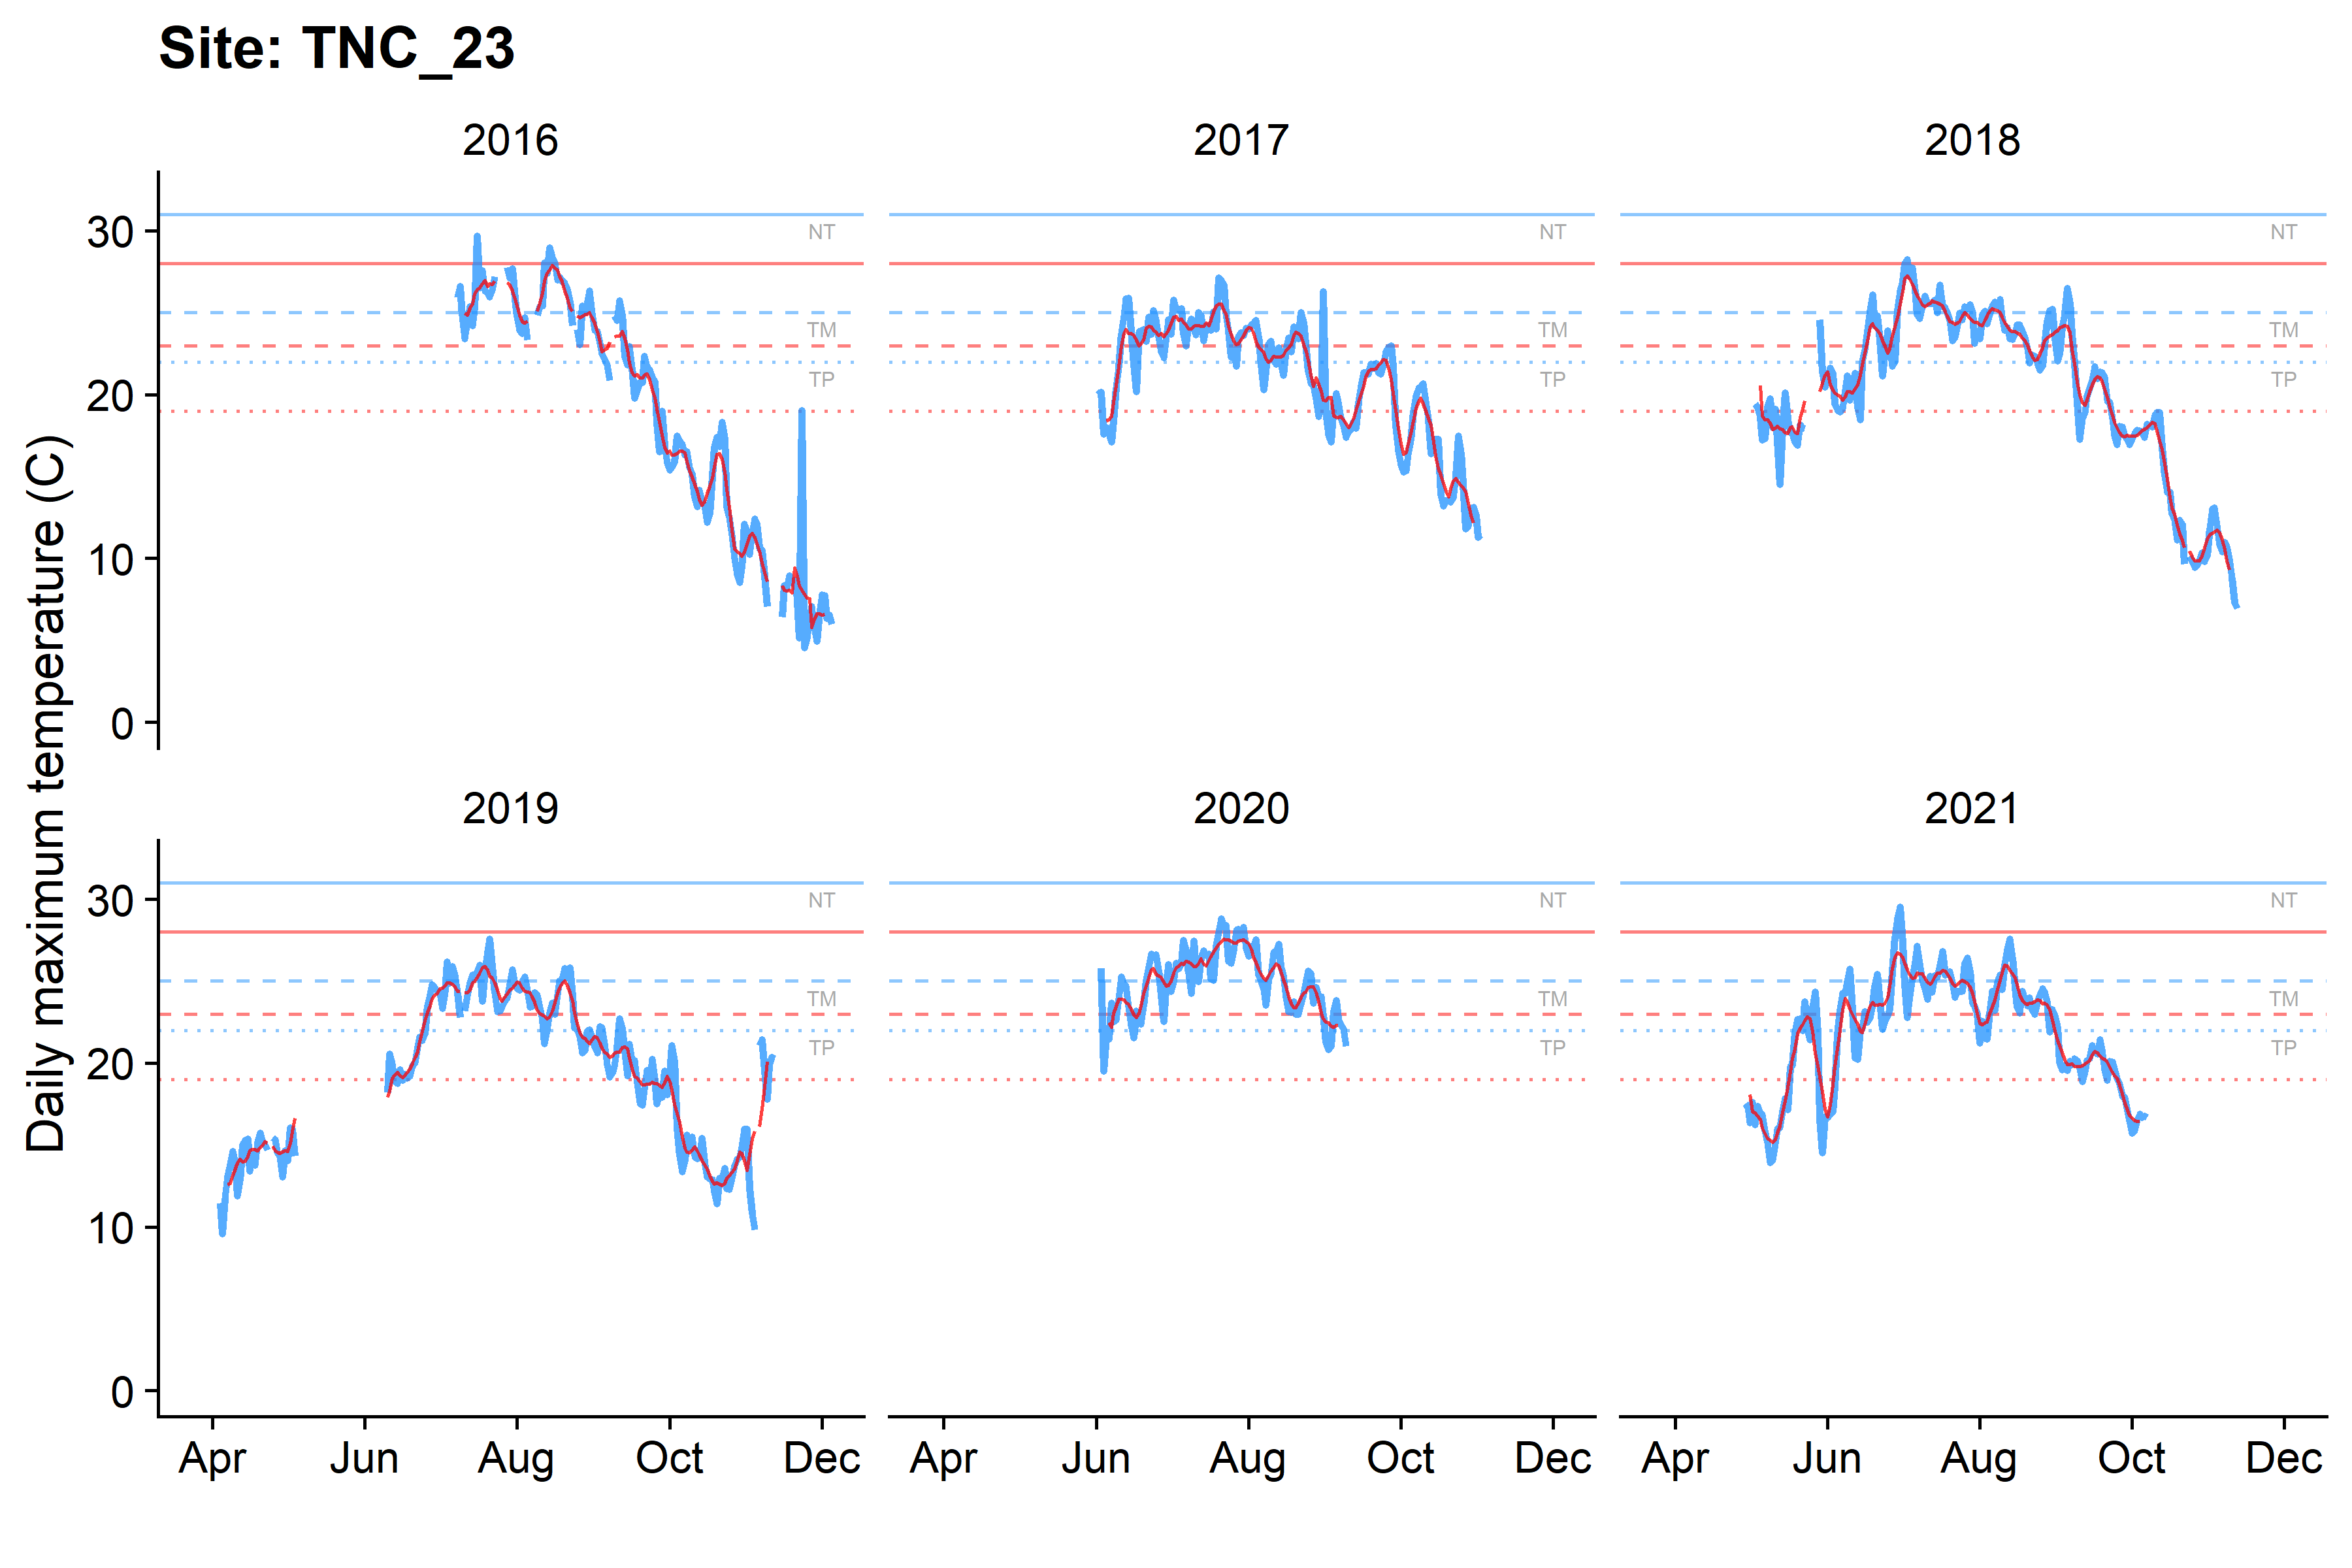 Site: TNC_23
2016 2017 2018
Daily maximum temperature (C)
30
20
10
0
NT
TM
TP
NT
TM
TP
NT
TM
TP
2019 2020 2021
30
20
10
0
NT
TM
TP
NT
TM
TP
NT
TM
TP
Apr Jun Aug Oct Dec Apr Jun Aug Oct Dec Apr Jun Aug Oct Dec